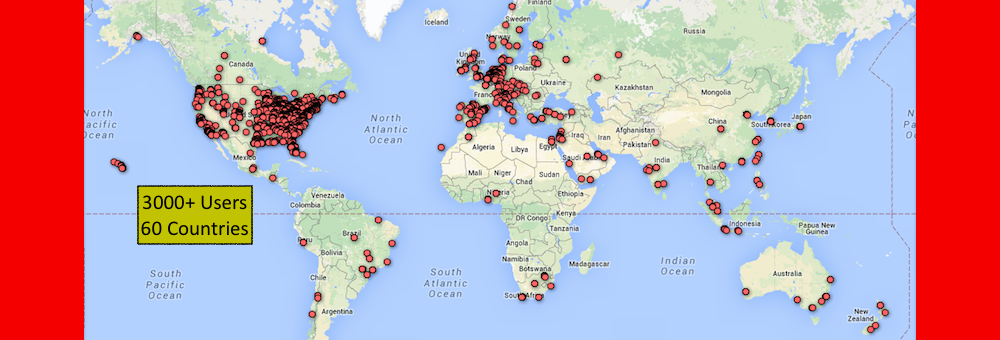 Finland
Iceland
Sweden
Norway
Russia
Canada
United
Kingdom
Poland
Ukraine
Kazakhstan
Mongolia
France
North
Pacific
Ocean
North
Atlantic
Ocean
Japan
China
South Korea
Afghanistan
Iraq
Iran
Pakistan
Algeria
Libya
Egypt
Mexico
Saudi
India
Mali
Niger
Chad
Sudan
Thailand
Nigeria
Ethiopia
Venezuela
Colombia
3000+ Users
60 Countries
DR Congo
Kenya
Tanzania
Indonesia
Papua New
Guinea
Peru
Brazil
Bolivia
Angola
Namibia
Botswana
Madagascar
South
Pacific
Ocean
South
Atlantic
Ocean
Indian
Ocean
Australia
Chile
Argentina
South Africa
New
Zealand